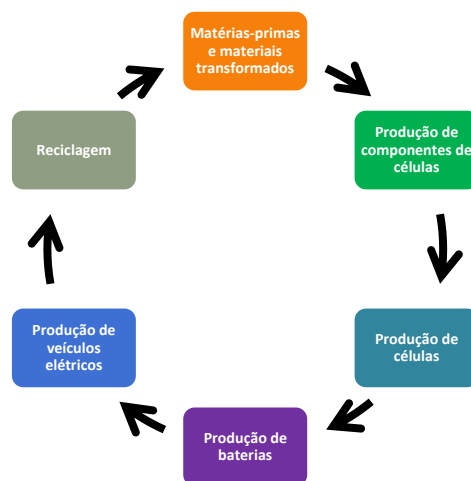 Matérias-primas
e materiais
transformados
Produção de
componentes de
células
Produção de
células
Produção de
baterias
Produção de
veículos
elétricos
Reciclagem